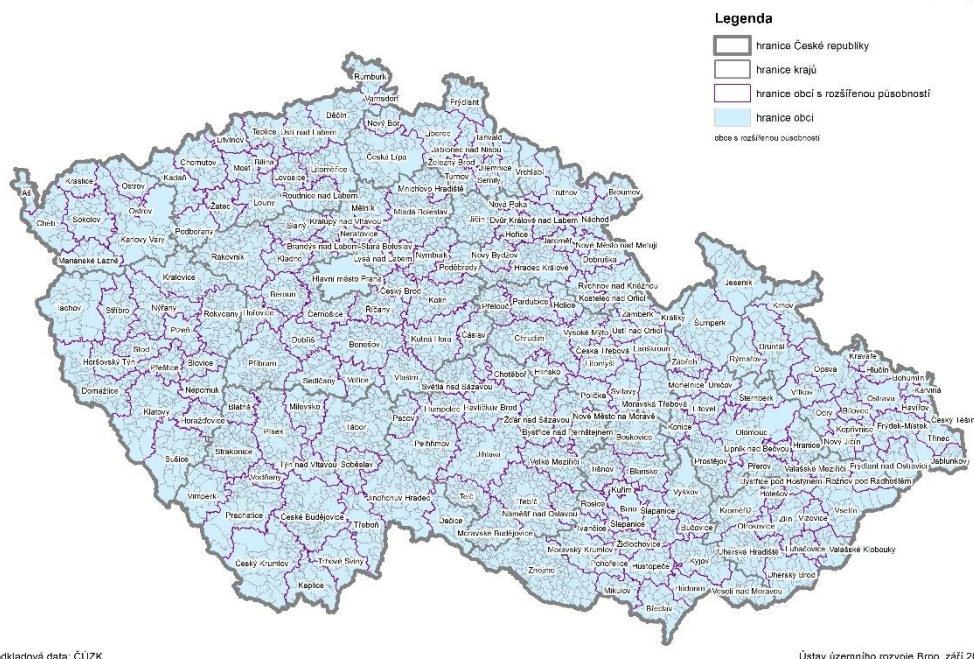 Legenda
hranice České republiky
hranice krajů
hranice obcí s rozšířenou působností
hranice obcí
obce s rozšířenou působností
Rumburk
Varnsdorf
Frýdlant
Děčín
Nový Bor
Liberec
Tanvald
Teplice
Ústí nad Labem
Litvínov
Jablonec nad Nisou
Česká Lípa
Železný Brod
Jilemnice
Vrchlabí
Chomutov
Most
Bílina
Litoměřice
Lovosice
Turnov
Semily
Kadaň
Mnichovo Hradiště
Trutnov
Broumov
Kraslice
Ostrov
Aš
Roudnice nad Labem
Nová Paka
Žatec
Louny
Mělník
Mladá Boleslav
Jičín
Dvůr Králové nad Labem
Náchod
Sokolov
Ostrov
Cheb
Podbořany
Slaný
Kralupy nad Vltavou
Hořice
Jaroměř
Nové Město nad Metují
Karlovy Vary
Neratovice
Brandýs nad Labem-Stará Boleslav
Lysá nad Labem
Nymburk
Nový Bydžov
Dobruška
Mariánské Lázně
Rakovník
Kladno
Poděbrady
Hradec Králové
Kralovice
Hlavní město Praha
Český Brod
Rychnov nad Kněžnou
Jeseník
Beroun
Kolín
Kostelec nad Orlicí
Tachov
Stříbro
Nýřany
Rokycany
Hořovice
Černošice
Říčany
Přelouč
Pardubice
Holice
Žamberk
Králíky
Krnov
Plzeň
Dobříš
Benešov
Kutná Hora
Čáslav
Chrudim
Vysoké Mýto
Ústí nad Orlicí
Šumperk
Bruntál
Stod
Česká Třebová
Lanškroun
Rýmařov
Horšovský Týn
Přeštice
Blovice
Příbram
Litomyšl
Zábřeh
Opava
Kravaře
Hlučín
Domažlice
Nepomuk
Sedlčany
Votice
Vlašim
Světlá nad Sázavou
Chotěboř
Hlinsko
Polička
Svitavy
Mohelnice
Uničov
Šternberk
Vítkov
Bohumín
Karviná
Klatovy
Blatná
Milevsko
Pacov
Humpolec
Havlíčkův Brod
Moravská Třebová
Litovel
Ostrava
Havířov
Horažďovice
Písek
Tábor
Žďár nad Sázavou
Nové Město na Moravě
Konice
Olomouc
Odry
Bílovec
Český Těšín
Pelhřimov
Bystřice nad Pernštejnem
Boskovice
Kopřivnice
Frýdek-Místek
Sušice
Strakonice
Jihlava
Velké Meziříčí
Prostějov
Lipník nad Bečvou
Hranice
Nový Jičín
Třinec
Týn nad Vltavou
Soběslav
Tišnov
Blansko
Přerov
Valašské Meziříčí
Frýdlant nad Ostravicí
Jablunkov
Vodňany
Bystřice pod Hostýnem
Rožnov pod Radhoštěm
Vimperk
Jindřichův Hradec
Telč
Třebíč
Kuřim
Vyškov
Holešov
Prachatice
České Budějovice
Rosice
Brno
Šlapanice
Kroměříž
Vsetín
Třeboň
Dačice
Náměšť nad Oslavou
Ivančice
Šlapanice
Bučovice
Otrokovice
Zlín
Vizovice
Moravské Budějovice
Židlochovice
Uherské Hradiště
Luhačovice
Valašské Klobouky
Český Krumlov
Trhové Sviny
Moravský Krumlov
Pohořelice
Hustopeče
Kyjov
Kaplice
Znojmo
Uherský Brod
Mikulov
Hodonín
Veselí nad Moravou
Břeclav
odkladová data: ČÚZK
Ústav územního rozvoje Brno, září 20